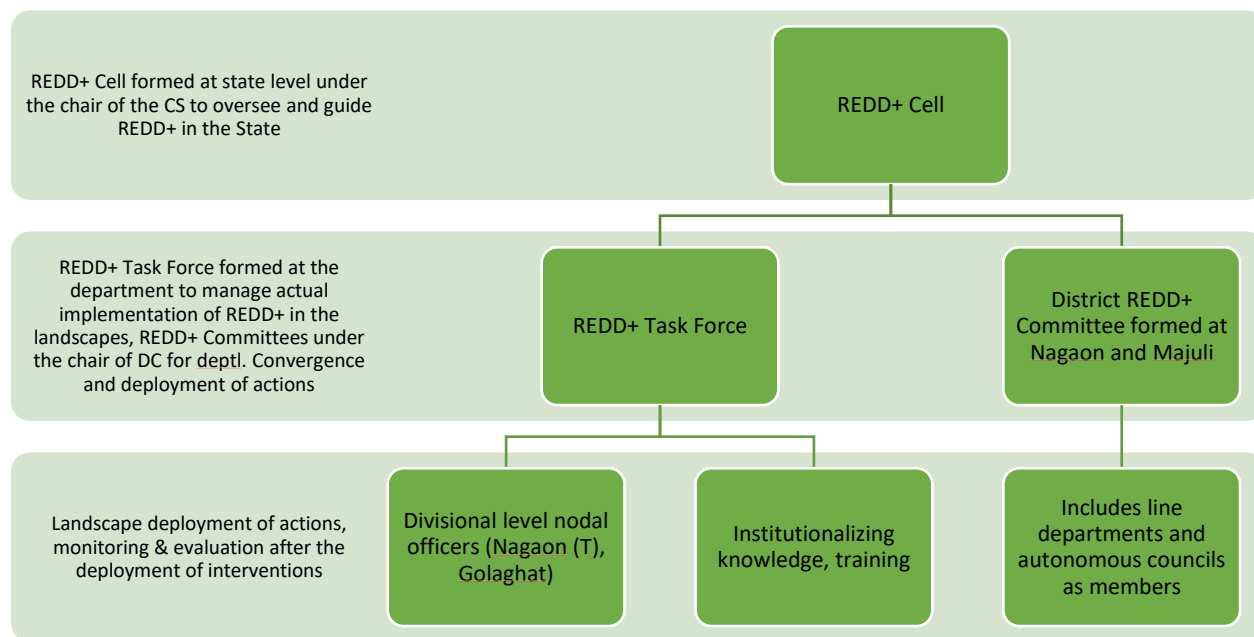 REDD+ Cell formed at state level under
the chair of the CS to oversee and guide
REDD+ in the State
REDD+ Cell
REDD+ Task Force formed at the
department to manage actual
implementation of REDD+ in the
landscapes, REDD+ Committees under
the chair of DC for deptl. Convergence
and deployment of actions
REDD+ Task Force
District REDD+
Committee formed at
Nagaon and Majuli
Landscape deployment of actions,
monitoring & evaluation after the
deployment of interventions
Divisional level nodal
officers (Nagaon (T),
Golaghat)
Institutionalizing
knowledge, training
Includes line
departments and
autonomous councils
as members